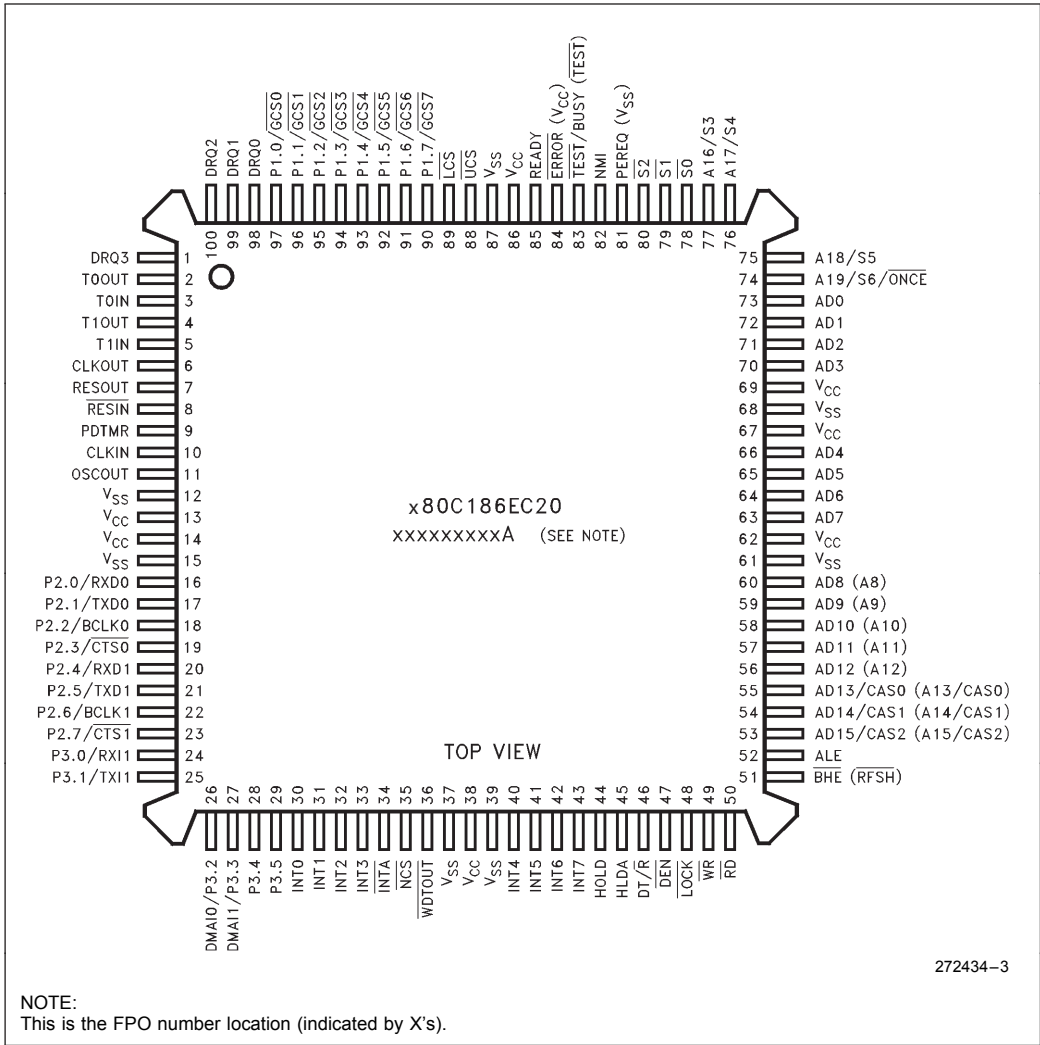 DRQ2
DRQ1
DRQ0
P1.0/GCS0
P1.1/GCS1
P1.2/GCS2
P1.3/GCS3
P1.4/GCS4
P1.5/GCS5
P1.6/GCS6
P1.7/GCS7
LCS
UCS
VSS
VCC
READY
ERROR (VCC)
TEST/BUSY (TEST)
NMI
PEREQ (VSS)
S2
S1
S0
A16/S3
A17/S4
100
99
98
97
96
95
94
93
92
91
90
89
88
87
86
85
84
83
82
81
80
79
78
77
76
DRQ3 1
T0OUT 2
T0IN 3
T1OUT 4
T1IN 5
CLKOUT 6
RESOUT 7
RESIN 8
PDTMR 9
CLKIN 10
OSCOUT 11
VSS 12
VCC 13
VCC 14
VSS 15
P2.0/RXD0 16
P2.1/TXD0 17
P2.2/BCLK0 18
P2.3/CTS0 19
P2.4/RXD1 20
P2.5/TXD1 21
P2.6/BCLK1 22
P2.7/CTS1 23
P3.0/RXI1 24
P3.1/TXI1 25
x80C186EC20
xxxxxxxxxA (SEE NOTE)
TOP VIEW
75 A18/S5
74 A19/S6/ONCE
73 AD0
72 AD1
71 AD2
70 AD3
69 VCC
68 VSS
67 VCC
66 AD4
65 AD5
64 AD6
63 AD7
62 VCC
61 VSS
60 AD8 (A8)
59 AD9 (A9)
58 AD10 (A10)
57 AD11 (A11)
56 AD12 (A12)
55 AD13/CAS0 (A13/CAS0)
54 AD14/CAS1 (A14/CAS1)
53 AD15/CAS2 (A15/CAS2)
52 ALE
51 BHE (RFSH)
26
27
28
29
30
31
32
33
34
35
36
37
38
39
40
41
42
43
44
45
46
47
48
49
50
DMAI0/P3.2
DMAI1/P3.3
P3.4
P3.5
INT0
INT1
INT2
INT3
INTA
NCS
WDTOUT
VSS
VCC
VSS
INT4
INT5
INT6
INT7
HOLD
HLDA
DT/R
DEN
LOCK
WR
RD
272434–3
NOTE:
This is the FPO number location (indicated by X's).